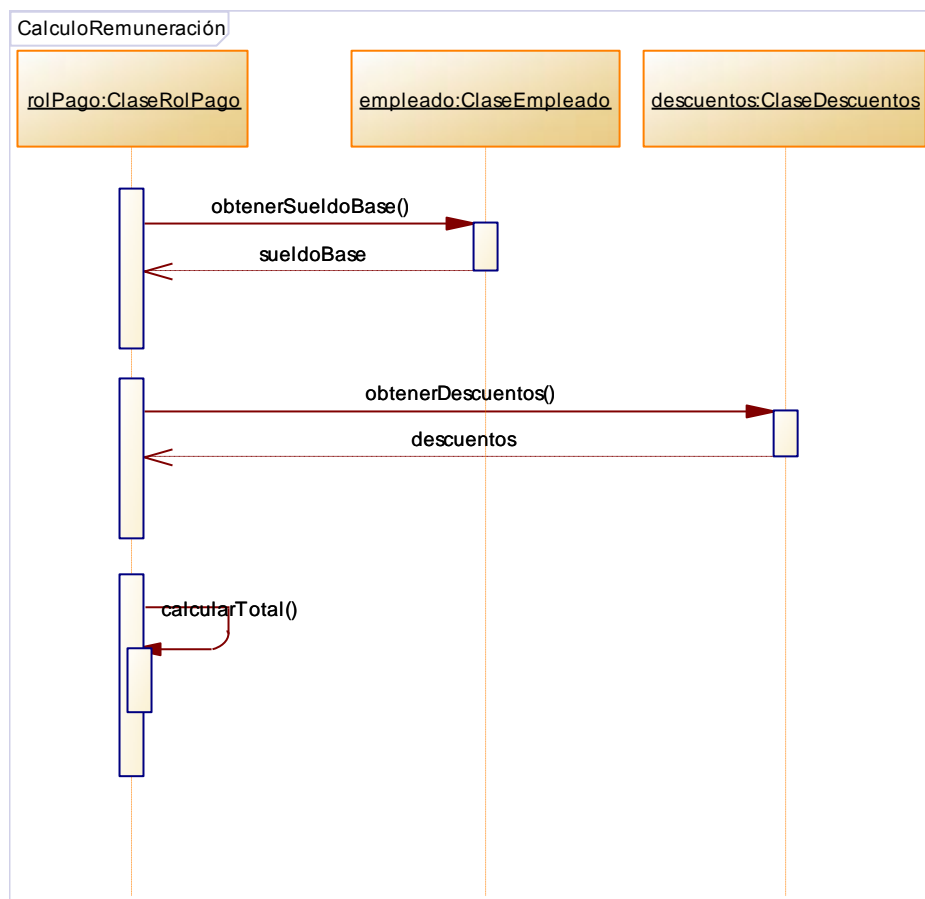 CalculoRemuneración
rolPago:ClaseRolPago
empleado:ClaseEmpleado
descuentos:ClaseDescuentos
obtenerSueldoBase()
sueldoBase
obtenerDescuentos()
descuentos
calcularTotal()